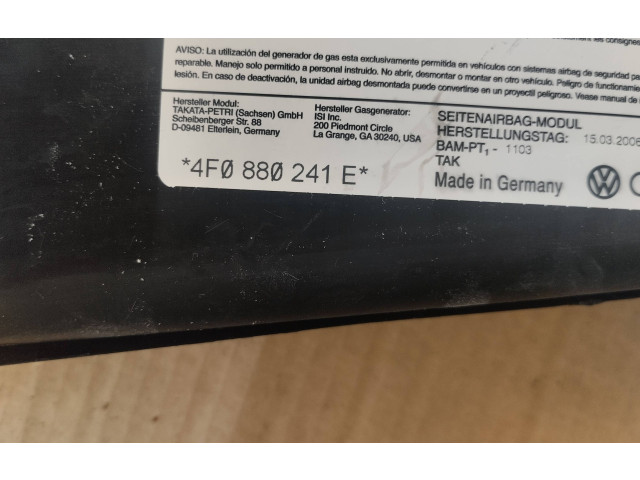 AVISO: La utilización del generador de gas esta exclusivamente permitida en vehículos con sistemas airbag de seguridad
reparable. Manejo solo permitido a personal instruido. No abrir, desmontar o montar en otro vehículo. Peligro de
lesión. En caso de deactivación, la unidad airbag desmontada puede convertirse en un proyectil peligroso. Vease manual de
Hersteller Modul:
TAKATA-PETRI (Sachsen) GmbH
Scheibenberger Str. 88
D-09481 Elterlein, Germany
Hersteller Gasgenerator:
ISI Inc.
200 Piedmont Circle
La Grange, GA 30240, USA
SEITENAIRBAG-MODUL
HERSTELLUNGSTAG: 15.03.2006
BAM-PT₁ - 1103
TAK
Made in Germany
*4F0 880 241 E*